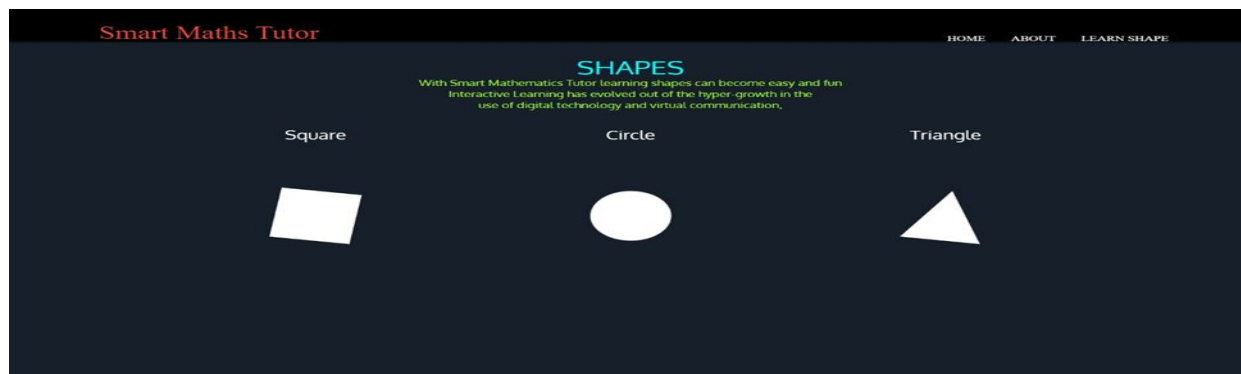 Smart Maths Tutor
HOME ABOUT LEARN SHAPE
SHAPES
With Smart Mathematics Tutor learning shapes can become easy and fun
Interactive Learning has evolved out of the hyper-growth in the
use of digital technology and virtual communication,
Square Circle Triangle